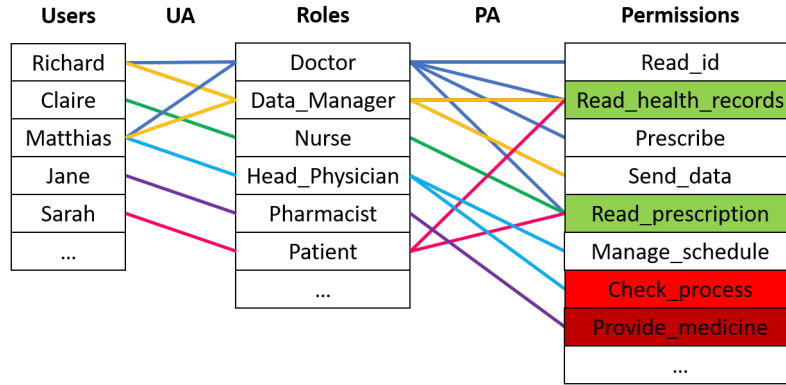 Users UA Roles PA Permissions
Richard Doctor Read_id
Claire Data_Manager Read_health_records
Matthias Nurse Prescribe
Jane Head_Physician Send_data
Sarah Pharmacist Read_prescription
... Patient Manage_schedule
... Check_process
Provide_medicine
...